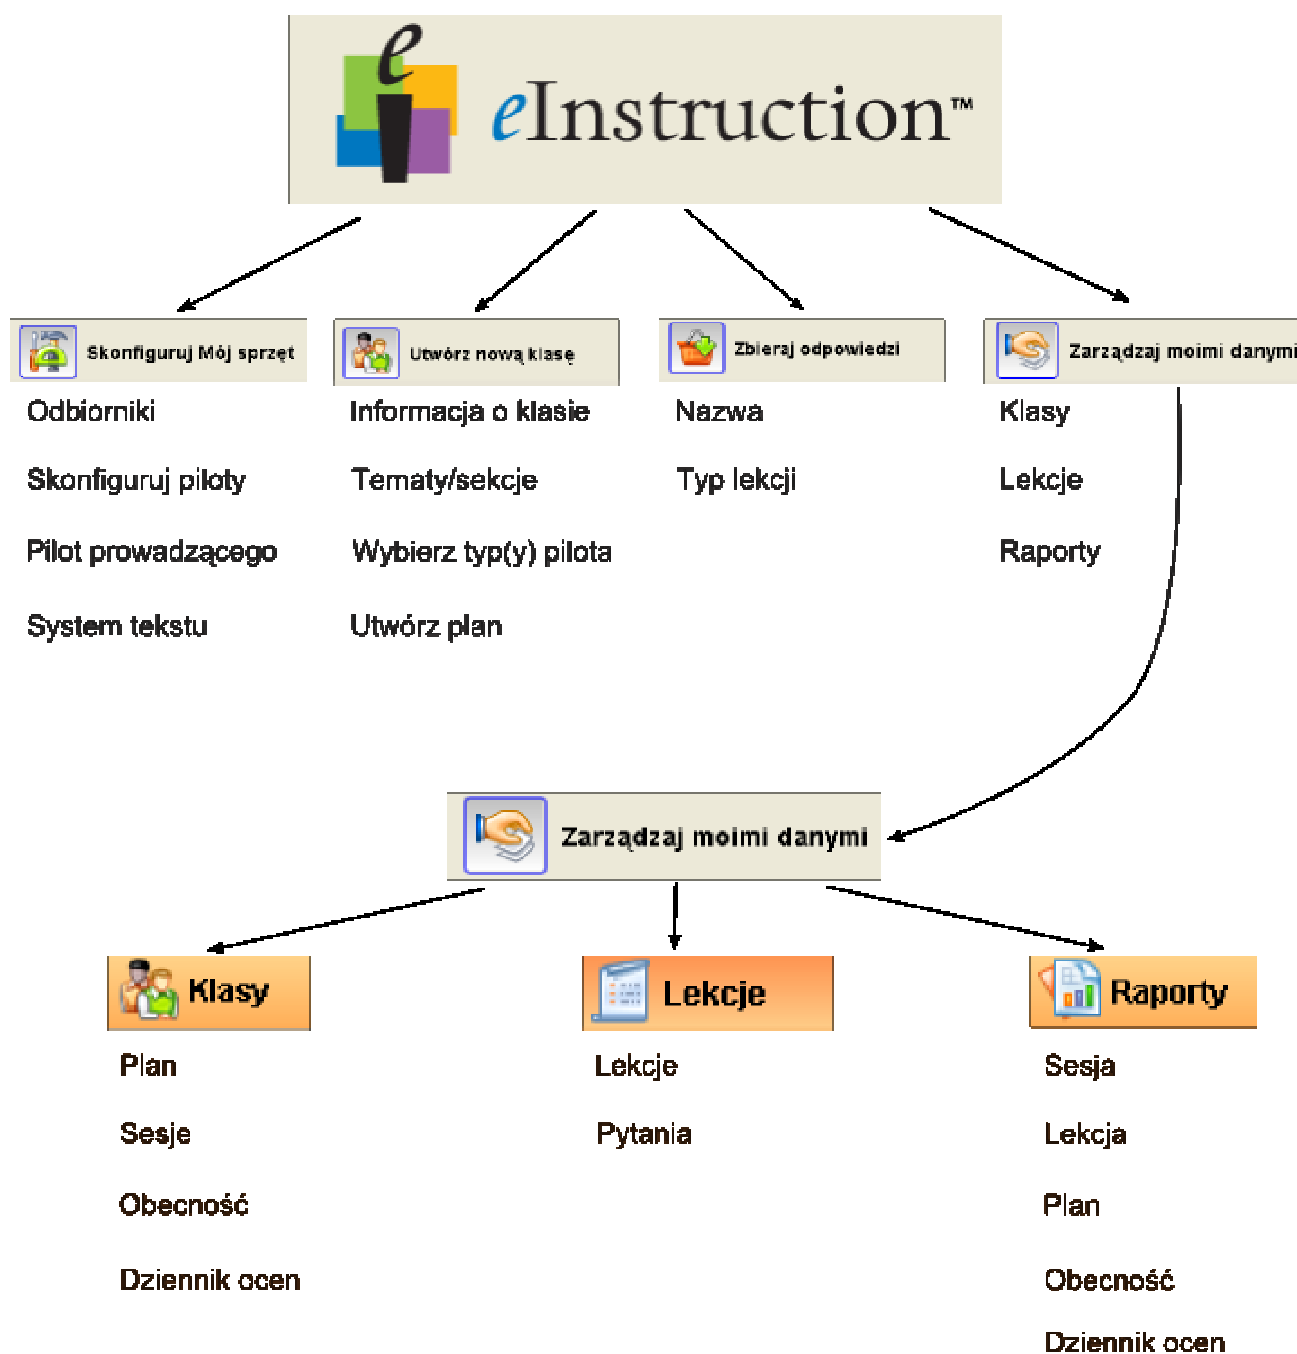 eInstruction™
Skonfiguruj Mój sprzęt
Odbiorniki
Skonfiguruj piloty
Pilot prowadzącego
System tekstu
Utwórz nową klasę
Informacja o klasie
Tematy/sekcje
Wybierz typ(y) pilota
Utwórz plan
Zbieraj odpowiedzi
Nazwa
Typ lekcji
Zarządzaj moimi danymi
Klasy
Lekcje
Raporty
Zarządzaj moimi danymi
Klasy
Plan
Sesje
Obecność
Dziennik ocen
Lekcje
Lekcje
Pytania
Raporty
Sesja
Lekcja
Plan
Obecność
Dziennik ocen